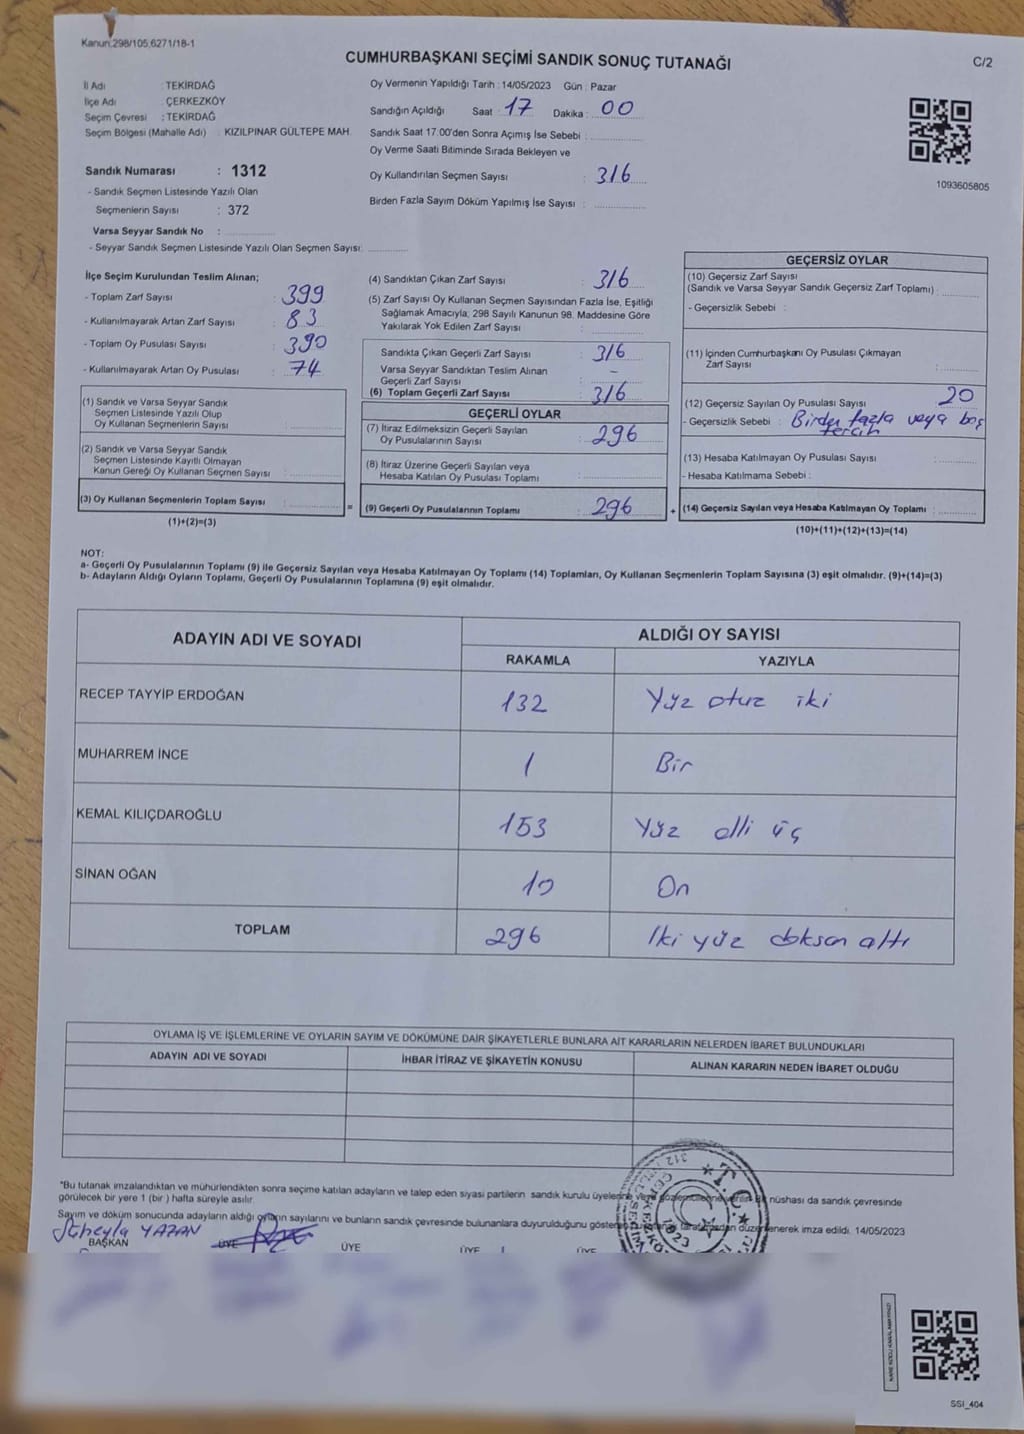 Kanun.298/105,6271/18-1
CUMHURBAŞKANI SEÇİMİ SANDIK SONUÇ TUTANAĞI
C/2
İl Adı : TEKİRDAĞ
İlçe Adı : ÇERKEZKÖY
Seçim Çevresi : TEKİRDAĞ
Seçim Bölgesi (Mahalle Adı) : KIZILPINAR GÜLTEPE MAH.
Oy Vermenin Yapıldığı Tarih : 14/05/2023 Gün : Pazar
Sandığın Açıldığı Saat : 17 Dakika : 00
Sandık Saat 17.00'den Sonra Açımış İse Sebebi :
Oy Verme Saati Bitiminde Sırada Bekleyen ve
Oy Kullandırılan Seçmen Sayısı : 316
Birden Fazla Sayım Döküm Yapılmış İse Sayısı :
1093605805
Sandık Numarası : 1312
- Sandık Seçmen Listesinde Yazılı Olan
Seçmenlerin Sayısı : 372
Varsa Seyyar Sandık No :
- Seyyar Sandık Seçmen Listesinde Yazılı Olan Seçmen Sayısı:
İlçe Seçim Kurulundan Teslim Alınan;
- Toplam Zarf Sayısı : 399
- Kullanılmayarak Artan Zarf Sayısı : 83
- Toplam Oy Pusulası Sayısı : 390
- Kullanılmayarak Artan Oy Pusulası : 74
(1) Sandık ve Varsa Seyyar Sandık
Seçmen Listesinde Yazılı Olup
Oy Kullanan Seçmenlerin Sayısı :
(2) Sandık ve Varsa Seyyar Sandık
Seçmen Listesinde Kayıtlı Olmayan
Kanun Gereği Oy Kullanan Seçmen Sayısı :
(3) Oy Kullanan Seçmenlerin Toplam Sayısı :
(1)+(2)=(3)
(4) Sandıktan Çıkan Zarf Sayısı : 316
(5) Zarf Sayısı Oy Kullanan Seçmen Sayısından Fazla İse, Eşitliği
Sağlamak Amacıyla, 298 Sayılı Kanunun 98. Maddesine Göre
Yakılarak Yok Edilen Zarf Sayısı :
Sandıkta Çıkan Geçerli Zarf Sayısı : 316
Varsa Seyyar Sandıktan Teslim Alınan
Geçerli Zarf Sayısı : -
(6) Toplam Geçerli Zarf Sayısı : 316
GEÇERLİ OYLAR
(7) İtiraz Edilmeksizin Geçerli Sayılan
Oy Pusulalarının Sayısı : 296
(8) İtiraz Üzerine Geçerli Sayılan veya
Hesaba Katılan Oy Pusulası Toplamı :
= (9) Geçerli Oy Pusulalarının Toplamı : 296
GEÇERSİZ OYLAR
(10) Geçersiz Zarf Sayısı
(Sandık ve Varsa Seyyar Sandık Geçersiz Zarf Toplamı) :
- Geçersizlik Sebebi :
(11) İçinden Cumhurbaşkanı Oy Pusulası Çıkmayan
Zarf Sayısı :
(12) Geçersiz Sayılan Oy Pusulası Sayısı : 20
- Geçersizlik Sebebi : Birden fazla veya boş
tercih
(13) Hesaba Katılmayan Oy Pusulası Sayısı :
- Hesaba Katılmama Sebebi :
+ (14) Geçersiz Sayılan veya Hesaba Katılmayan Oy Toplamı :
(10)+(11)+(12)+(13)=(14)
NOT:
a- Geçerli Oy Pusulalarının Toplamı (9) ile Geçersiz Sayılan veya Hesaba Katılmayan Oy Toplamı (14) Toplamları, Oy Kullanan Seçmenlerin Toplam Sayısına (3) eşit olmalıdır. (9)+(14)=(3)
b- Adayların Aldığı Oyların Toplamı, Geçerli Oy Pusulalarının Toplamına (9) eşit olmalıdır.
ADAYIN ADI VE SOYADI
ALDIĞI OY SAYISI
RAKAMLA YAZIYLA
RECEP TAYYİP ERDOĞAN 132 Yüz otuz iki
MUHARREM İNCE 1 Bir
KEMAL KILIÇDAROĞLU 153 Yüz elli üç
SİNAN OĞAN 10 On
TOPLAM 296 İki yüz doksan altı
OYLAMA İŞ VE İŞLEMLERİNE VE OYLARIN SAYIM VE DÖKÜMÜNE DAİR ŞİKAYETLERLE BUNLARA AİT KARARLARIN NELERDEN İBARET BULUNDUKLARI
ADAYIN ADI VE SOYADI İHBAR İTİRAZ VE ŞİKAYETİN KONUSU ALINAN KARARIN NEDEN İBARET OLDUĞU
"Bu tutanak imzalandıktan ve mühürlendikten sonra seçime katılan adayların ve talep eden siyasi partilerin sandık kurulu üyelerine veya gözlemcilerine verilir. Bir nüshası da sandık çevresinde
görülecek bir yere 1 (bir ) hafta süreyle asılır.
Sayım ve döküm sonucunda adayların aldığı oyların sayılarını ve bunların sandık çevresinde bulunanlara duyurulduğunu gösteren tarafımızdan düzenlenerek imza edildi. 14/05/2023
Süheyla YAZAN
BAŞKAN ÜYE ÜYE ÜYE ÜYE
T.C.
SSI_404